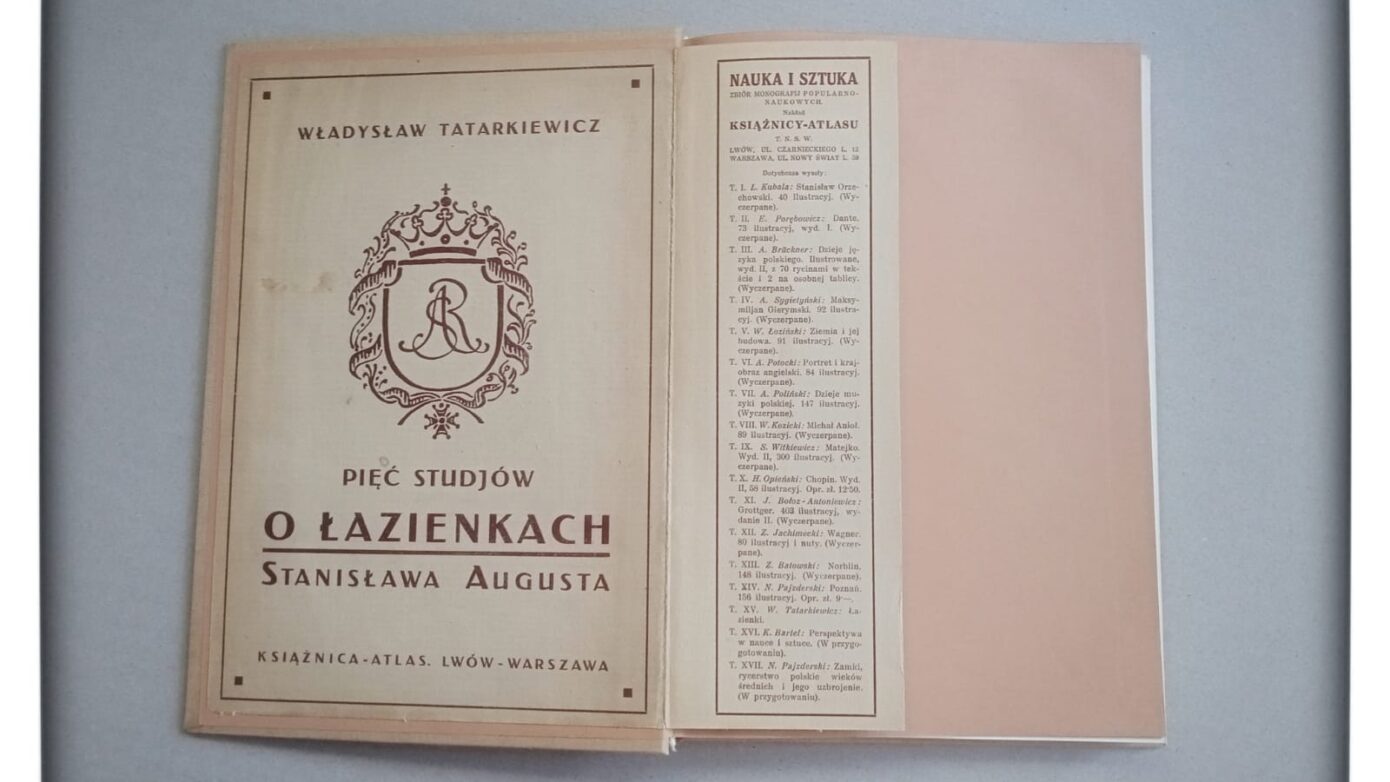 WŁADYSŁAW TATARKIEWICZ
SAR
PIĘĆ STUDJÓW
O ŁAZIENKACH
STANISŁAWA AUGUSTA
KSIĄŻNICA-ATLAS. LWÓW-WARSZAWA
NAUKA I SZTUKA
ZBIÓR MONOGRAFIJ POPULARNO-
NAUKOWYCH.
Nakład
KSIĄŻNICY-ATLASU
T. N. S. W.
LWÓW, UL. CZARNIECKIEGO L. 12
WARSZAWA, UL. NOWY ŚWIAT L. 59
Dotychczas wyszły:
T. I. L. Kubala: Stanisław Orze-
chowski. 40 ilustracyj. (Wy-
czerpane).
T. II. E. Porębowicz: Dante.
73 ilustracyj, wyd. I. (Wy-
czerpane).
T. III. A. Brückner: Dzieje ję-
zyka polskiego. Ilustrowane,
wyd. II, z 70 rycinami w tek-
ście i 2 na osobnej tablicy.
(Wyczerpane).
T. IV. A. Sygietyński: Maksy-
miljan Gierymski. 92 ilustra-
cyj. (Wyczerpane).
T. V. W. Łoziński: Ziemia i jej
budowa. 91 ilustracyj. (Wy-
czerpane).
T. VI. A. Potocki: Portret i kraj-
obraz angielski. 84 ilustracyj.
(Wyczerpane).
T. VII. A. Poliński: Dzieje mu-
zyki polskiej. 147 ilustracyj.
(Wyczerpane).
T. VIII. W. Kozicki: Michał Anioł.
89 ilustracyj. (Wyczerpane).
T. IX. S. Witkiewicz: Matejko.
Wyd. II, 300 ilustracyj. (Wy-
czerpane).
T. X. H. Opieński: Chopin. Wyd.
II, 58 ilustracyj. Opr. zł. 12·50.
T. XI. J. Bołoz-Antoniewicz:
Grottger. 403 ilustracyj, wy-
danie II. (Wyczerpane).
T. XII. Z. Jachimecki: Wagner.
80 ilustracyj i nuty. (Wyczer-
pane).
T. XIII. Z. Batowski: Norblin.
148 ilustracyj. (Wyczerpane).
T. XIV. N. Pajzderski: Poznań.
156 ilustracyj. Opr. zł. 9·—.
T. XV. W. Tatarkiewicz: Ła-
zienki.
T. XVI. K. Bartel: Perspektywa
w nauce i sztuce. (W przygo-
gotowaniu).
T. XVII. N. Pajzderski: Zamki,
rycerstwo polskie wieków
średnich i jego uzbrojenie.
(W przygotowaniu).